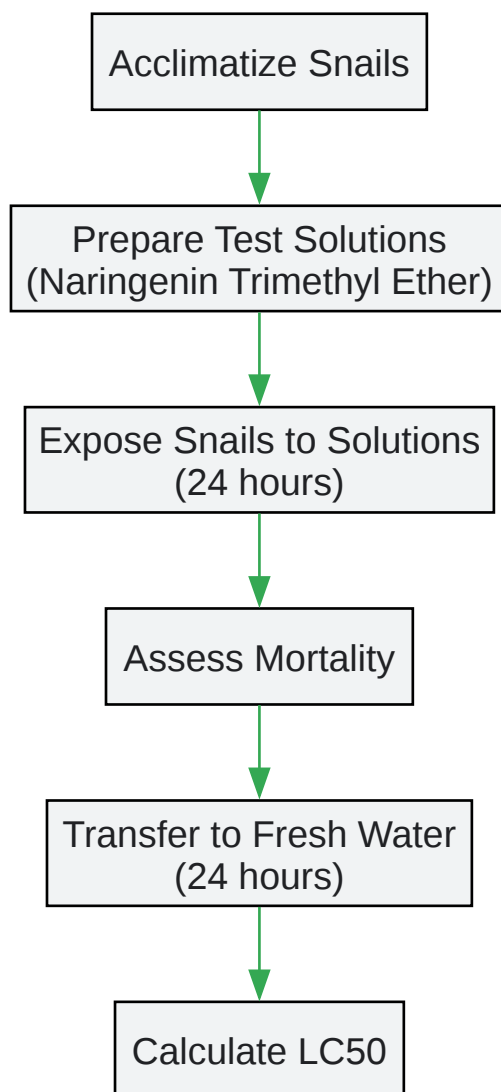 Acclimatize Snails
Prepare Test Solutions
(Naringenin Trimethyl Ether)
Expose Snails to Solutions
(24 hours)
Assess Mortality
Transfer to Fresh Water
(24 hours)
Calculate LC50